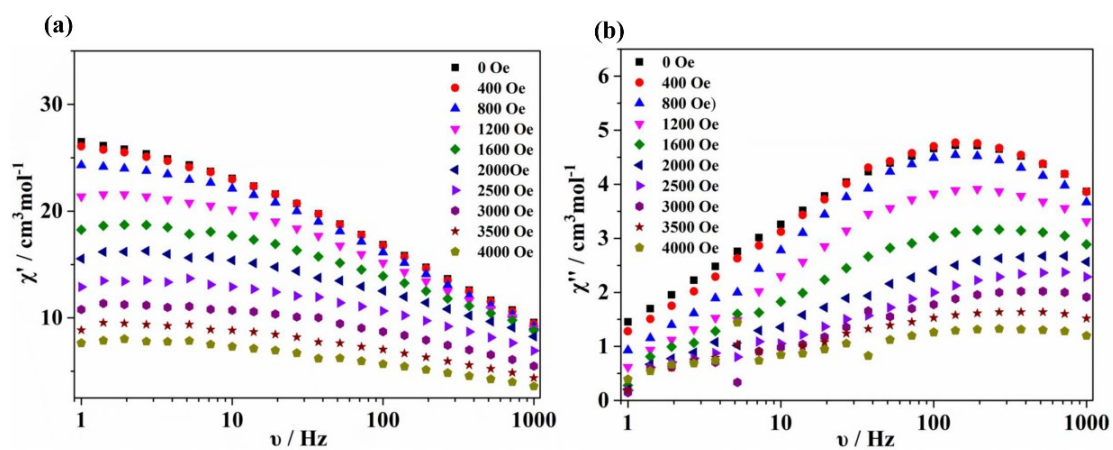 (a)
χ' / cm³mol⁻¹
30
20
10
1
10
100
1000
υ / Hz
0 Oe
400 Oe
800 Oe
1200 Oe
1600 Oe
2000Oe
2500 Oe
3000 Oe
3500 Oe
4000 Oe
(b)
χ'' / cm³mol⁻¹
6
5
4
3
2
1
0
1
10
100
1000
υ / Hz
0 Oe
400 Oe
800 Oe)
1200 Oe
1600 Oe
2000 Oe
2500 Oe
3000 Oe
3500 Oe
4000 Oe